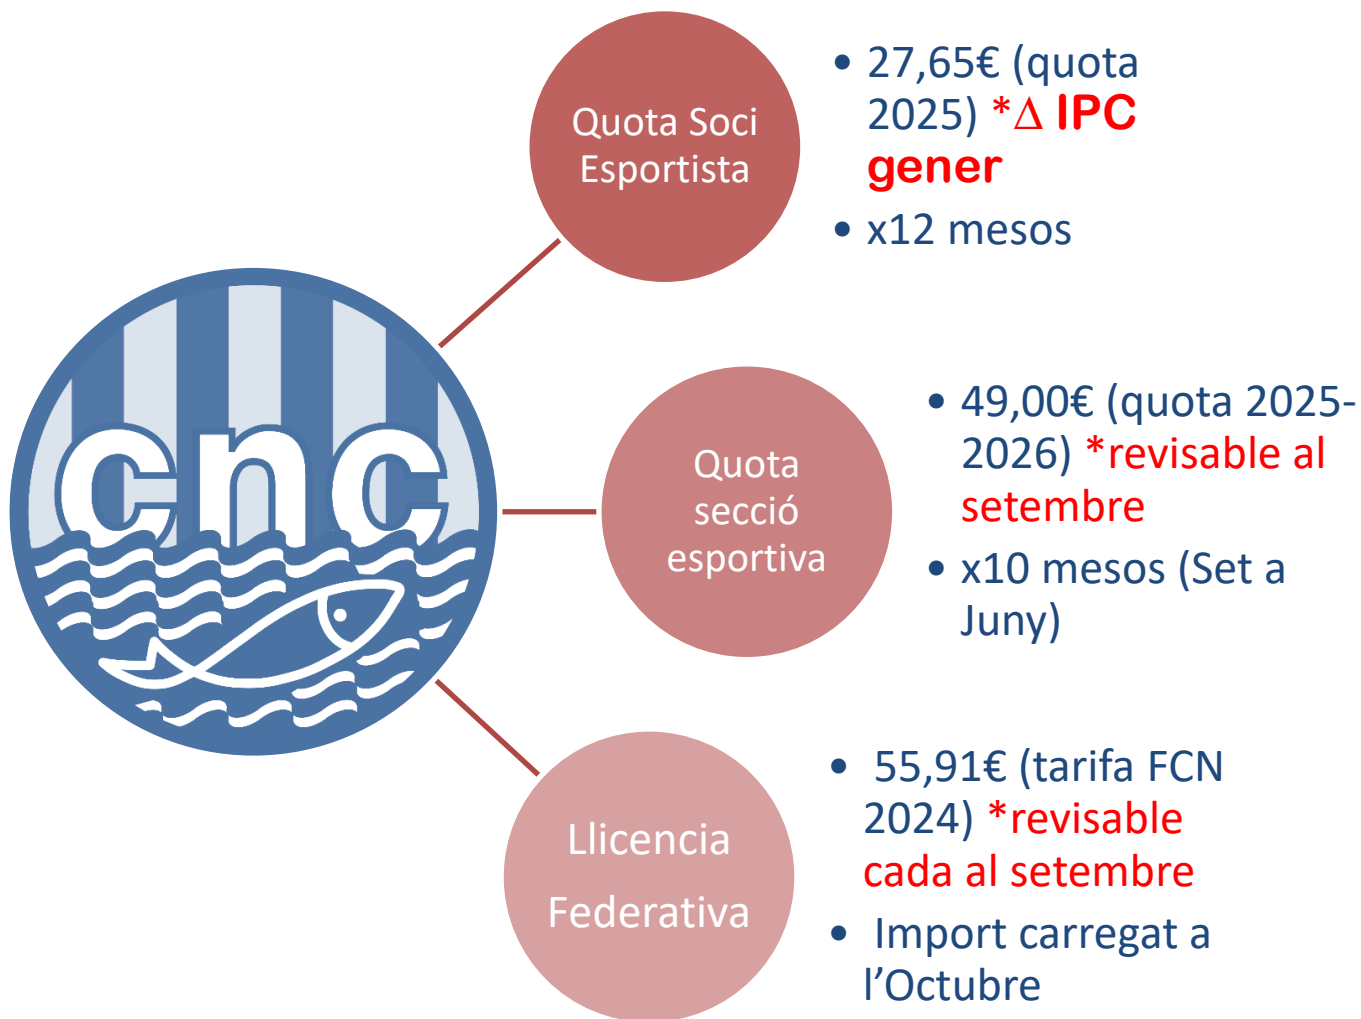 Quota Soci
Esportista
• 27,65€ (quota
2025) *Δ IPC
gener
• x12 mesos
cnc
Quota
secció
esportiva
• 49,00€ (quota 2025-
2026) *revisable al
setembre
• x10 mesos (Set a
Juny)
Llicencia
Federativa
• 55,91€ (tarifa FCN
2024) *revisable
cada al setembre
• Import carregat a
l’Octubre